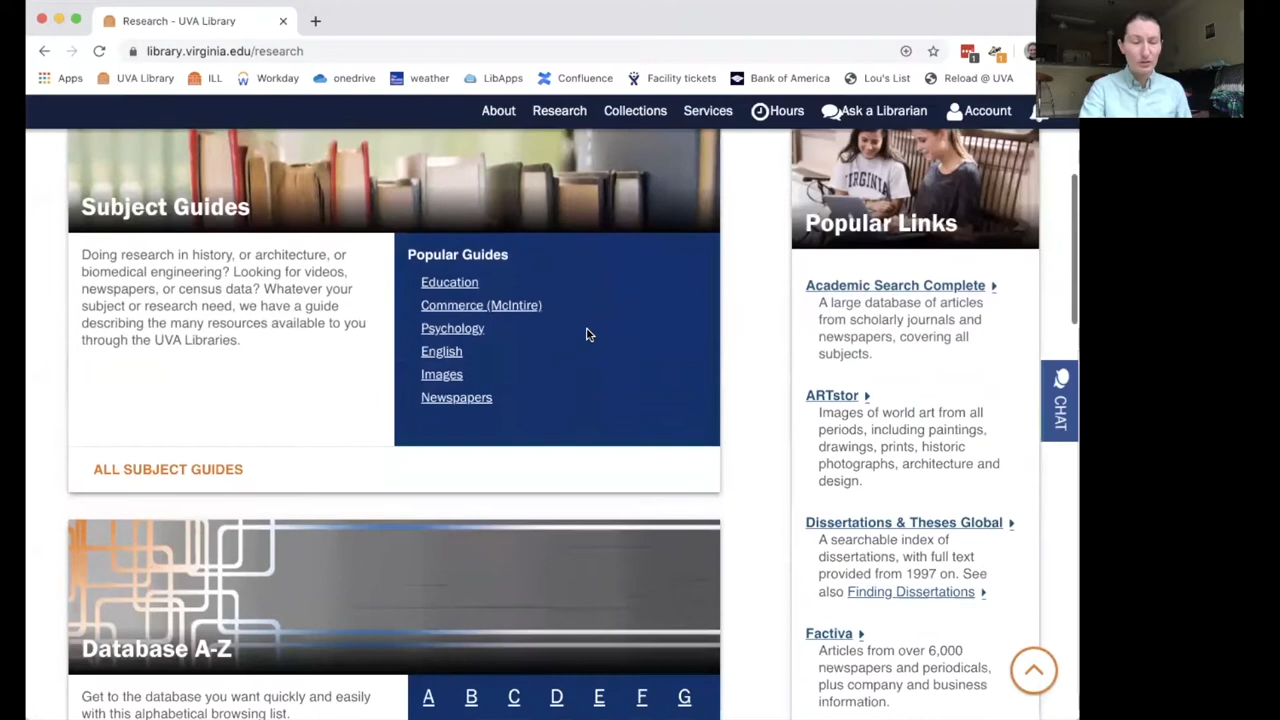 Research - UVA Library
library.virginia.edu/research
Apps UVA Library ILL Workday onedrive weather LibApps Confluence Facility tickets Bank of America Lou's List Reload @ UVA
1 1
About Research Collections Services Hours Ask a Librarian Account
Subject Guides
Doing research in history, or architecture, or
biomedical engineering? Looking for videos,
newspapers, or census data? Whatever your
subject or research need, we have a guide
describing the many resources available to you
through the UVA Libraries.
Popular Guides
Education
Commerce (McIntire)
Psychology
English
Images
Newspapers
ALL SUBJECT GUIDES
Database A-Z
Get to the database you want quickly and easily
with this alphabetical browsing list.
A B C D E F G
VIRGINIA
Popular Links
Academic Search Complete
A large database of articles
from scholarly journals and
newspapers, covering all
subjects.
ARTstor
Images of world art from all
periods, including paintings,
drawings, prints, historic
photographs, architecture and
design.
Dissertations & Theses Global
A searchable index of
dissertations, with full text
provided from 1997 on. See
also Finding Dissertations
Factiva
Articles from over 6,000
newspapers and periodicals,
plus company and business
information.
CHAT